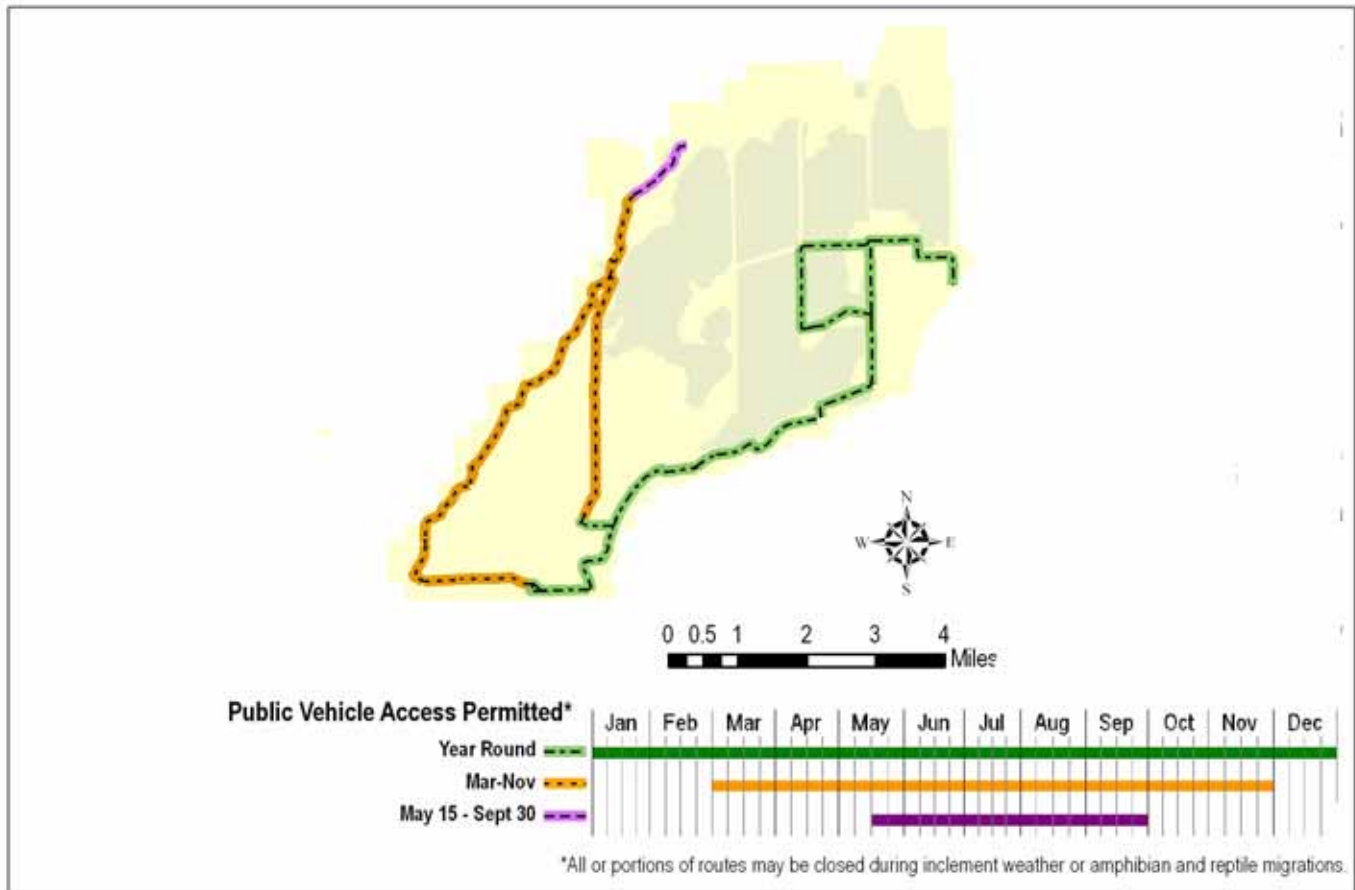 N
W E
S
0 0.5 1 2 3 4
Miles
Public Vehicle Access Permitted*
Jan Feb Mar Apr May Jun Jul Aug Sep Oct Nov Dec
Year Round
Mar-Nov
May 15 - Sept 30
*All or portions of routes may be closed during inclement weather or amphibian and reptile migrations.